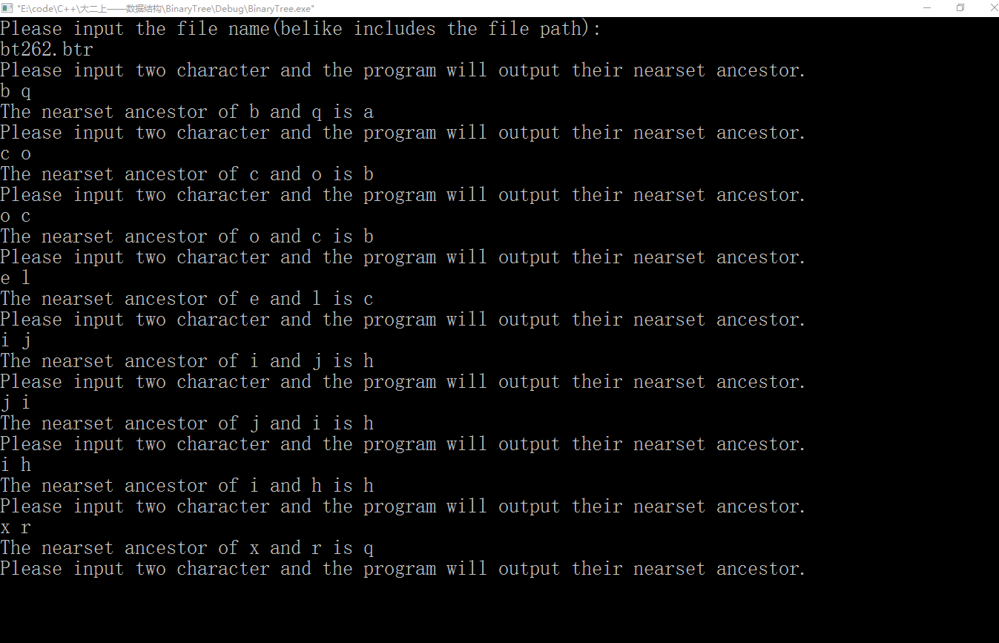 "E:\code\C++\大二上——数据结构\BinaryTree\Debug\BinaryTree.exe"
Please input the file name(belike includes the file path):
bt262.btr
Please input two character and the program will output their nearset ancestor.
b q
The nearset ancestor of b and q is a
Please input two character and the program will output their nearset ancestor.
c o
The nearset ancestor of c and o is b
Please input two character and the program will output their nearset ancestor.
o c
The nearset ancestor of o and c is b
Please input two character and the program will output their nearset ancestor.
e l
The nearset ancestor of e and l is c
Please input two character and the program will output their nearset ancestor.
i j
The nearset ancestor of i and j is h
Please input two character and the program will output their nearset ancestor.
j i
The nearset ancestor of j and i is h
Please input two character and the program will output their nearset ancestor.
i h
The nearset ancestor of i and h is h
Please input two character and the program will output their nearset ancestor.
x r
The nearset ancestor of x and r is q
Please input two character and the program will output their nearset ancestor.